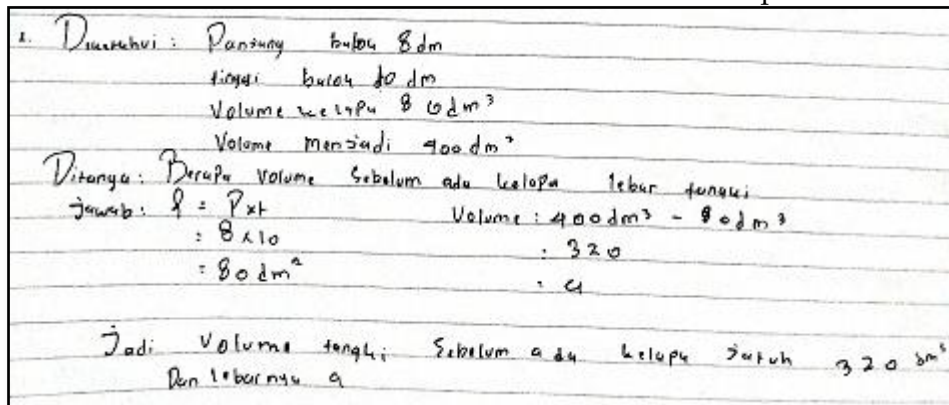 1. Diketahui : Panjang balok 8 dm
tinggi balok 10 dm
Volume kelapa 80 dm³
Volume menjadi 400 dm³
Ditanya : Berapa Volume Sebelum ada kelapa lebar tangki
jawab : l = P x t Volume : 400 dm³ - 80 dm³
: 8 x 10 : 320
= 80 dm² : 4
Jadi Volume tangki Sebelum ada kelapa jatuh 320 dm³
Dan lebarnya 4